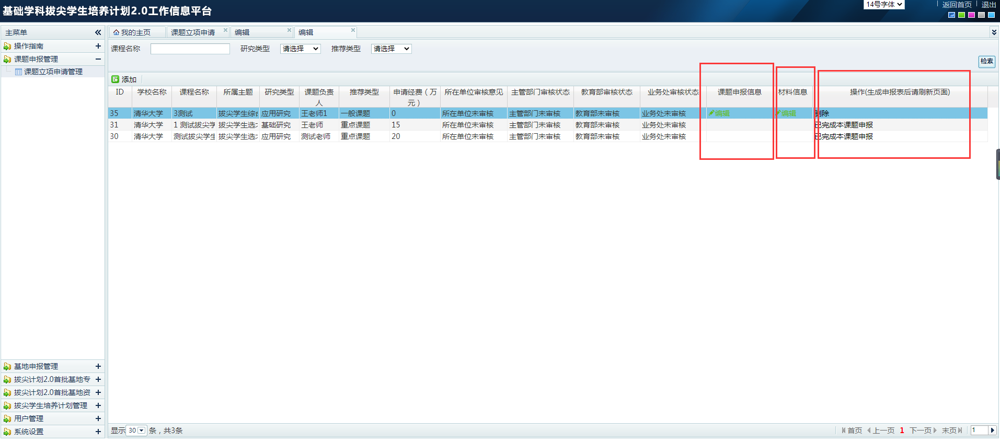 基础学科拔尖学生培养计划2.0工作信息平台
14号字体
返回首页
退出
主菜单
我的主页
课题立项申请
编辑
编辑
操作指南
课题申报管理
课题立项申请管理
课程名称
研究类型
请选择
推荐类型
请选择
检索
添加
ID 学校名称 课程名称 所属主题 研究类型 课题负责人 推荐类型 申请经费（万元） 所在单位审核意见 主管部门审核状态 教育部审核状态 业务处审核状态 课题申报信息 材料信息 操作(生成申报表后请刷新页面)
35 清华大学 3测试 拔尖学生综合 应用研究 王老师1 一般课题 0 所在单位未审核 主管部门未审核 教育部未审核 业务处未审核 编辑 编辑 删除
31 清华大学 1 测试拔尖学 拔尖学生选 基础研究 王老师 重点课题 15 所在单位未审核 主管部门未审核 教育部未审核 业务处未审核 已完成本课题申报
30 清华大学 测试拔尖学生 拔尖学生选 应用研究 测试老师 重点课题 20 所在单位未审核 主管部门未审核 教育部未审核 业务处未审核 已完成本课题申报
基地申报管理
拔尖计划2.0首批基地专
拔尖计划2.0首批基地资
拔尖学生培养计划管理
用户管理
系统设置
显示 30 条，共3条
首页 上一页 1 下一页 末页 1